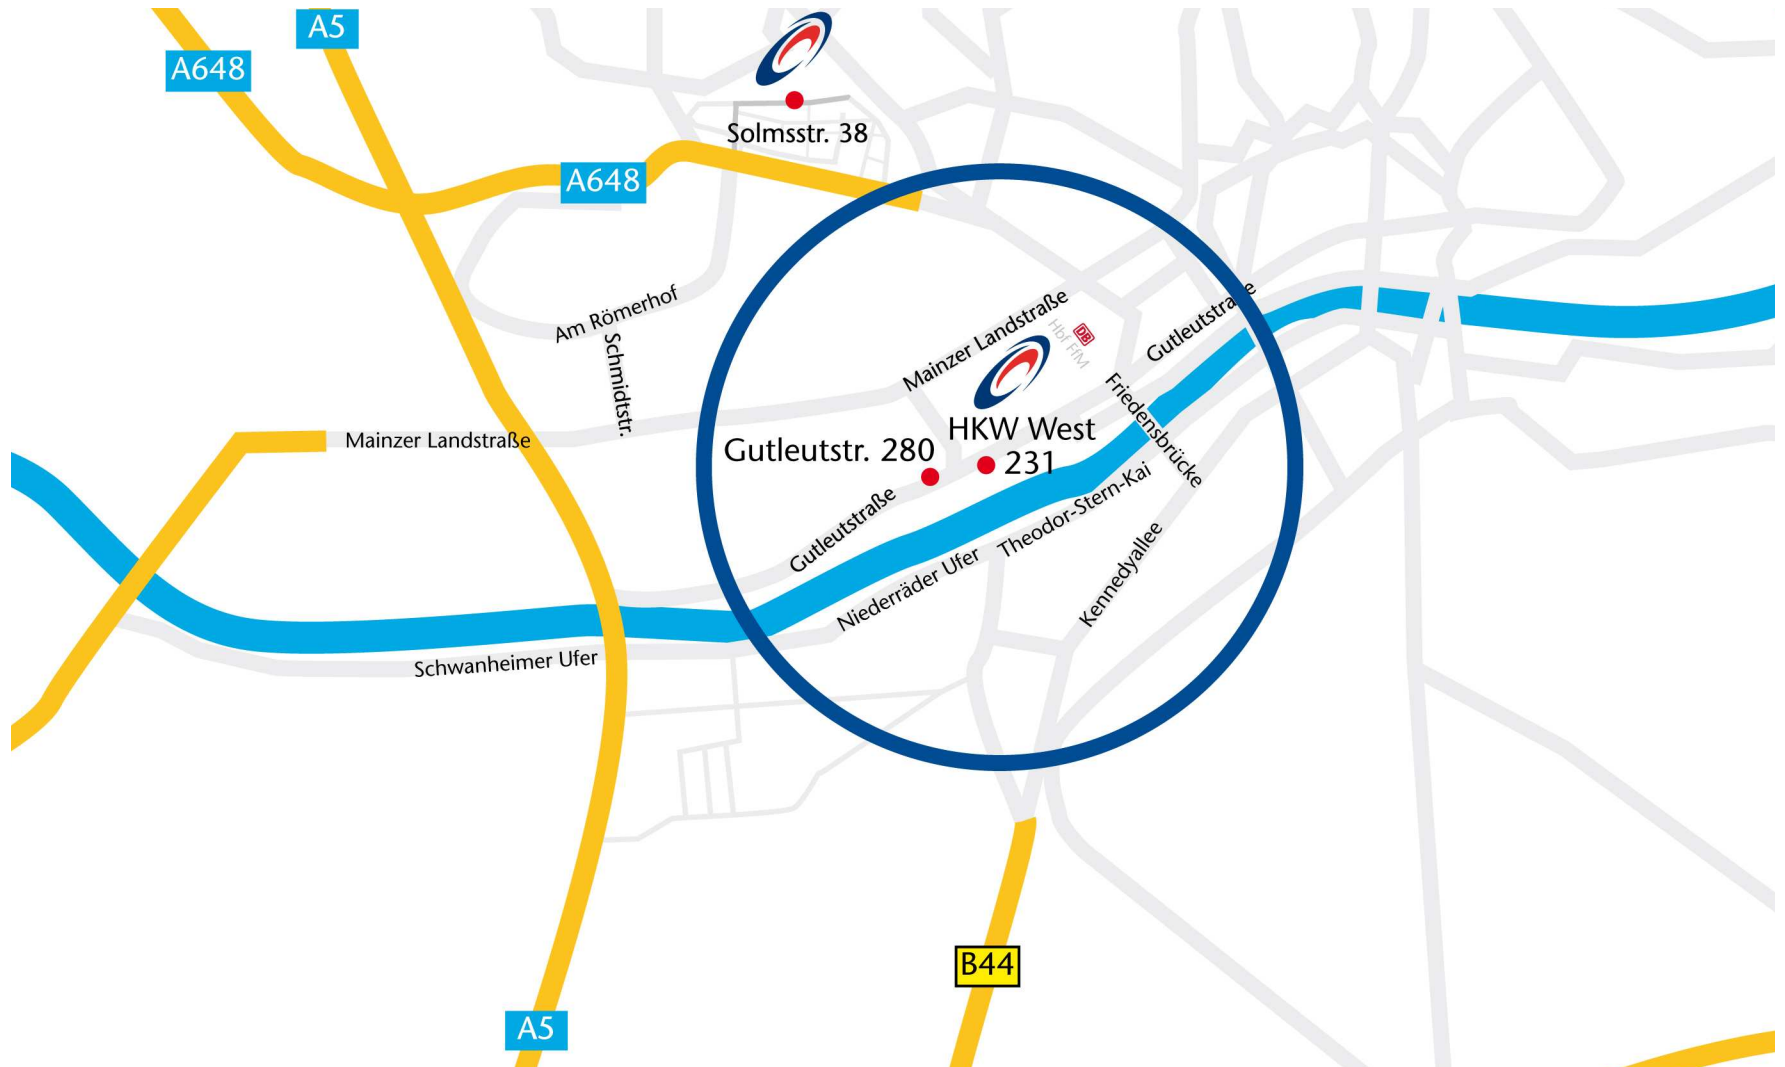 A5
A648
Solmsstr. 38
A648
Am Römerhof
Schmidtstr.
Mainzer Landstraße
Mainzer Landstraße
Hbf FfM
DB
Gutleutstraße
Friedensbrücke
HKW West
231
Gutleutstr. 280
Gutleutstraße
Theodor-Stern-Kai
Niederräder Ufer
Kennedyallee
Schwanheimer Ufer
B44
A5